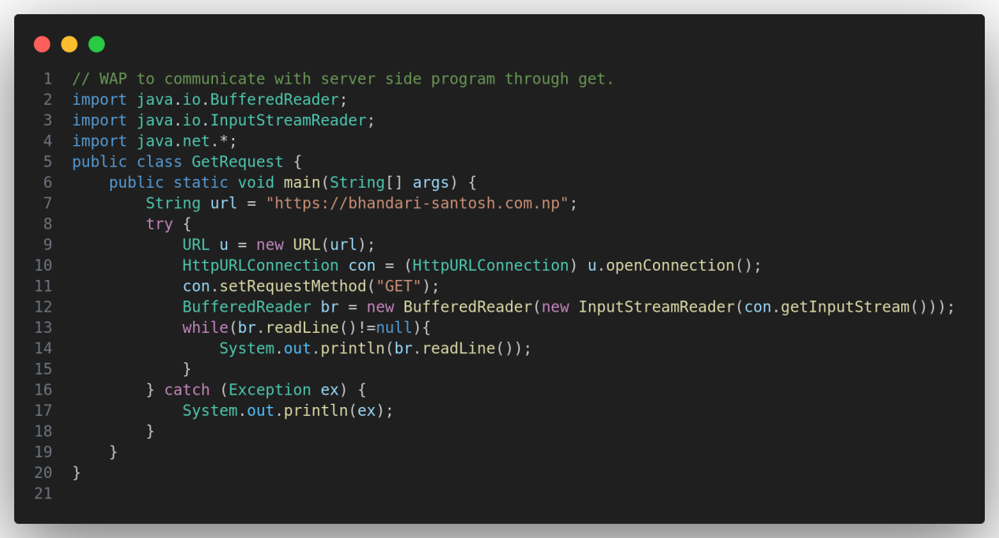 1 // WAP to communicate with server side program through get.
2 import java.io.BufferedReader;
3 import java.io.InputStreamReader;
4 import java.net.*;
5 public class GetRequest {
6     public static void main(String[] args) {
7         String url = "https://bhandari-santosh.com.np";
8         try {
9             URL u = new URL(url);
10             HttpURLConnection con = (HttpURLConnection) u.openConnection();
11             con.setRequestMethod("GET");
12             BufferedReader br = new BufferedReader(new InputStreamReader(con.getInputStream()));
13             while(br.readLine()!=null){
14                 System.out.println(br.readLine());
15             }
16         } catch (Exception ex) {
17             System.out.println(ex);
18         }
19     }
20 }
21